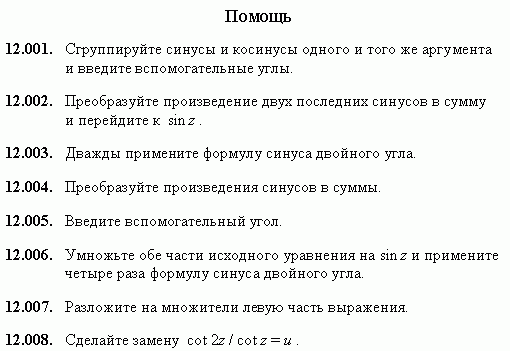 Помощь
12.001. Сгруппируйте синусы и косинусы одного и того же аргумента
и введите вспомогательные углы.
12.002. Преобразуйте произведение двух последних синусов в сумму
и перейдите к sin z .
12.003. Дважды примените формулу синуса двойного угла.
12.004. Преобразуйте произведения синусов в суммы.
12.005. Введите вспомогательный угол.
12.006. Умножьте обе части исходного уравнения на sin z и примените
четыре раза формулу синуса двойного угла.
12.007. Разложите на множители левую часть выражения.
12.008. Сделайте замену cot 2z / cot z = u .